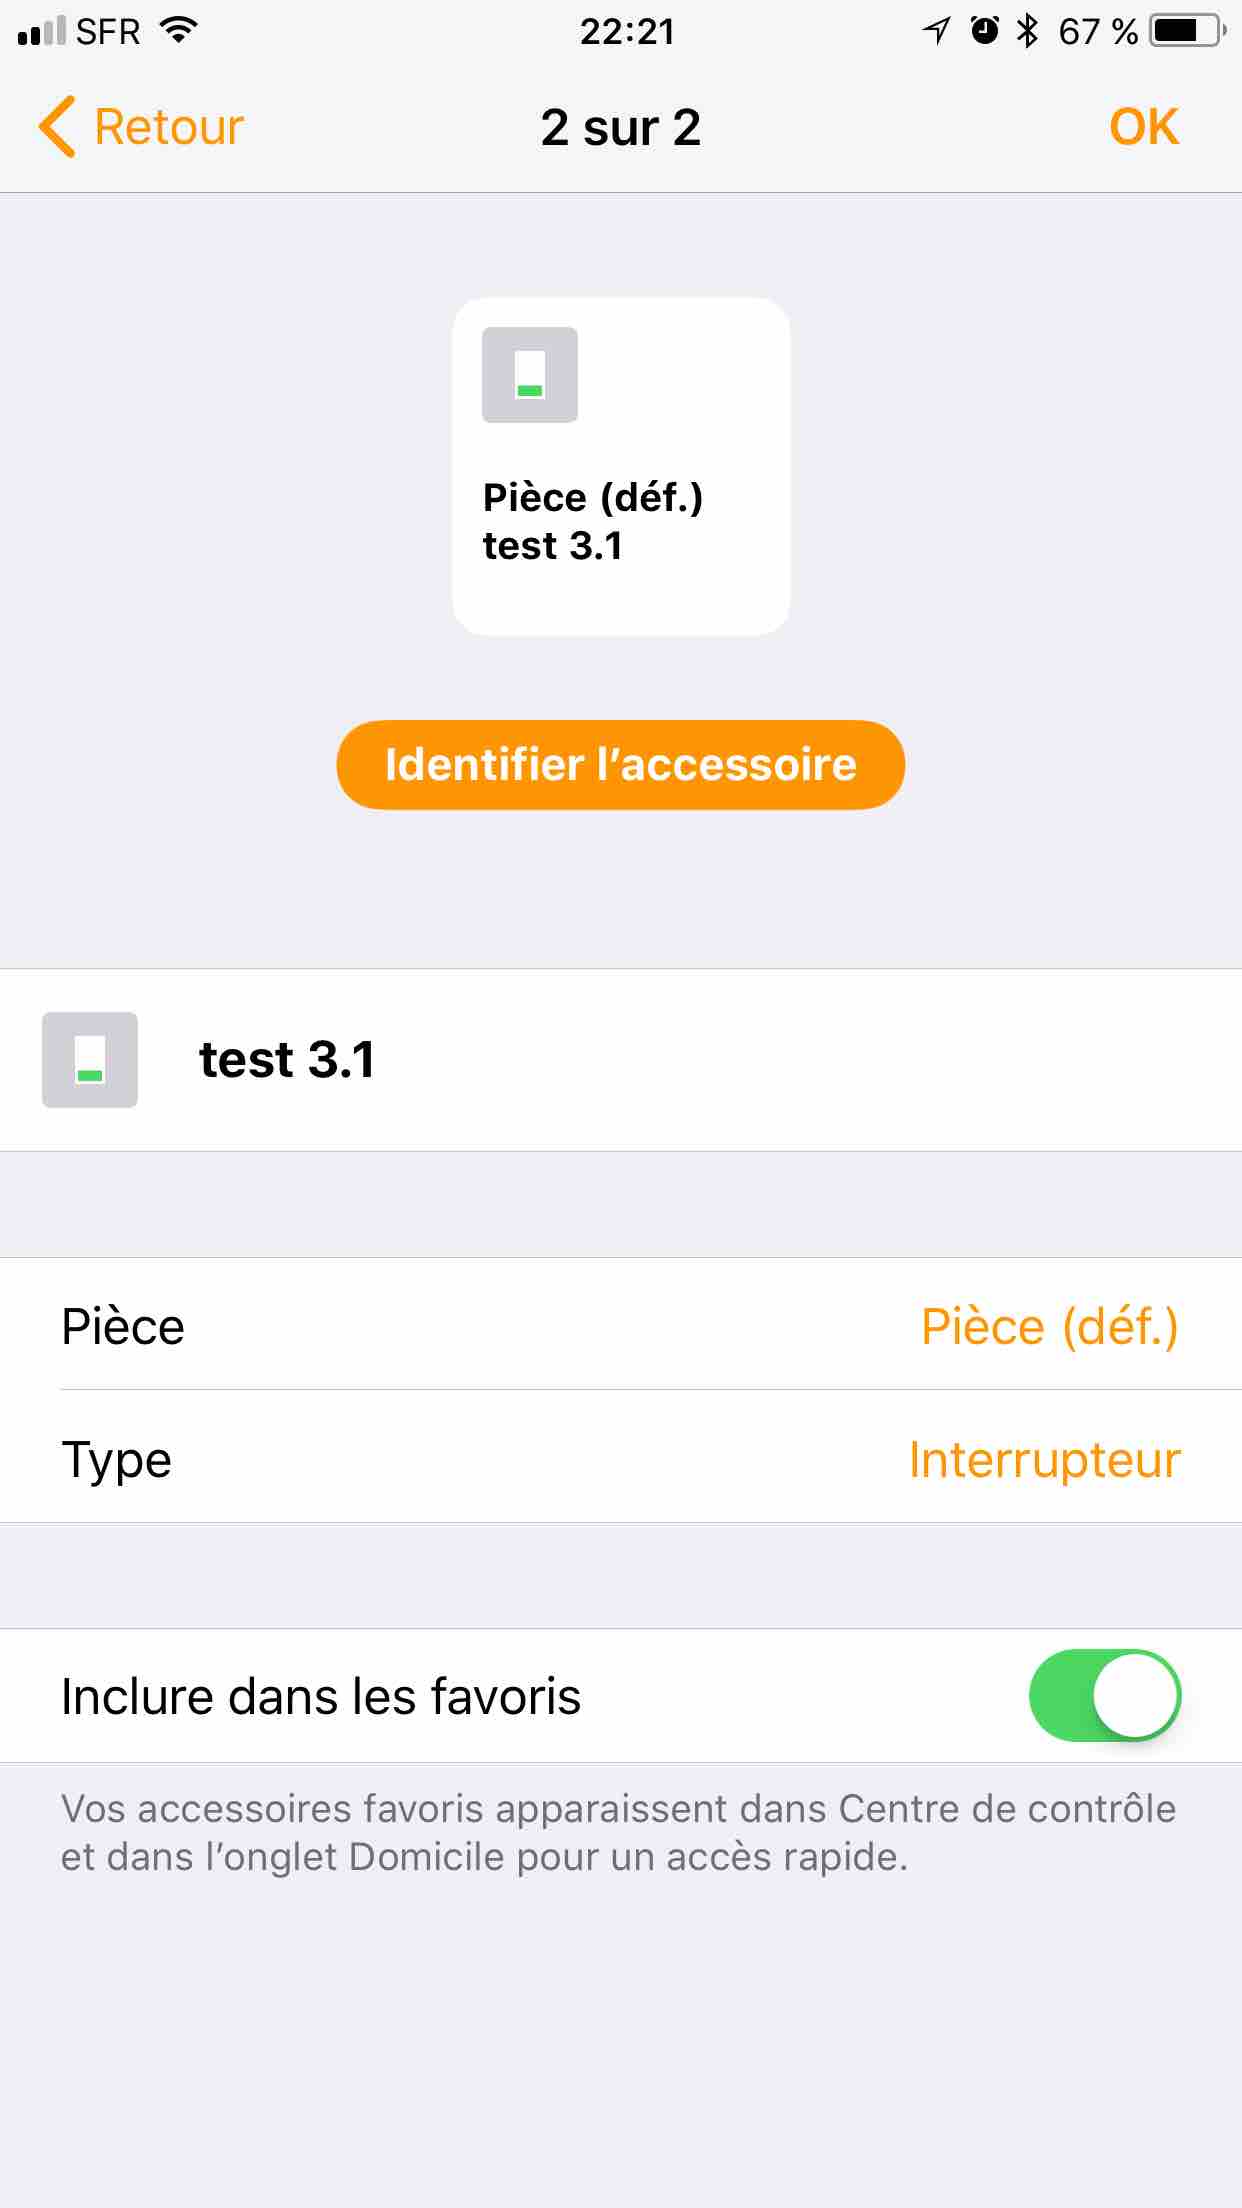 SFR 22:21 67 %
Retour 2 sur 2 OK
Pièce (déf.)
test 3.1
Identifier l’accessoire
test 3.1
Pièce Pièce (déf.)
Type Interrupteur
Inclure dans les favoris
Vos accessoires favoris apparaissent dans Centre de contrôle
et dans l’onglet Domicile pour un accès rapide.